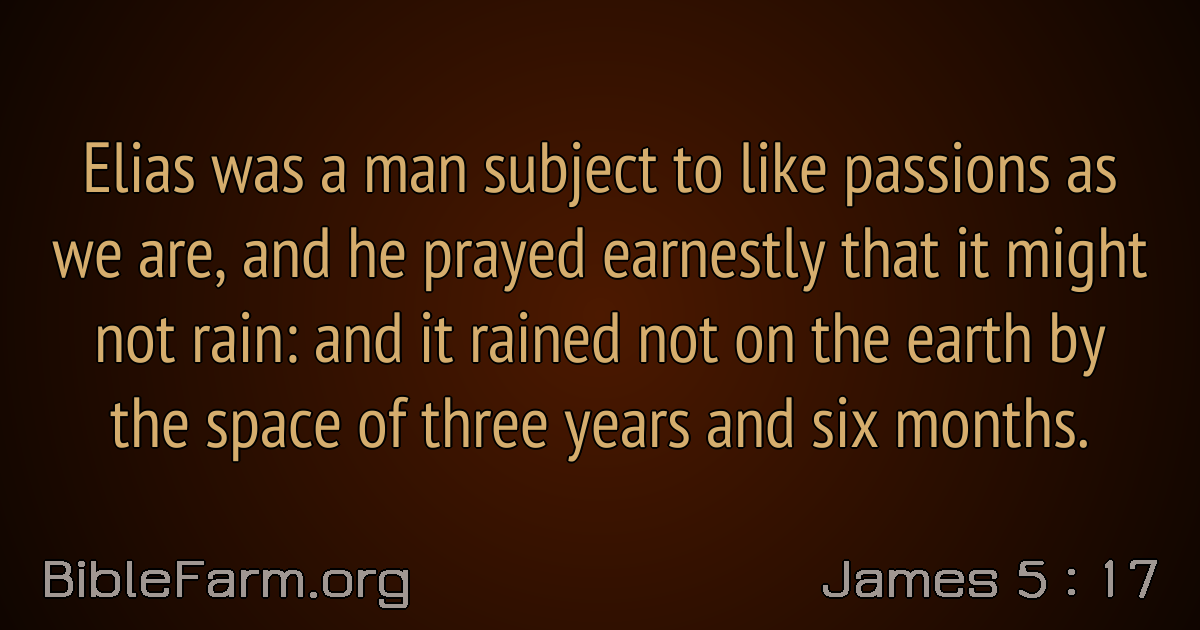 Elias was a man subject to like passions as
we are, and he prayed earnestly that it might
not rain: and it rained not on the earth by
the space of three years and six months.
BibleFarm.org
James 5 : 17